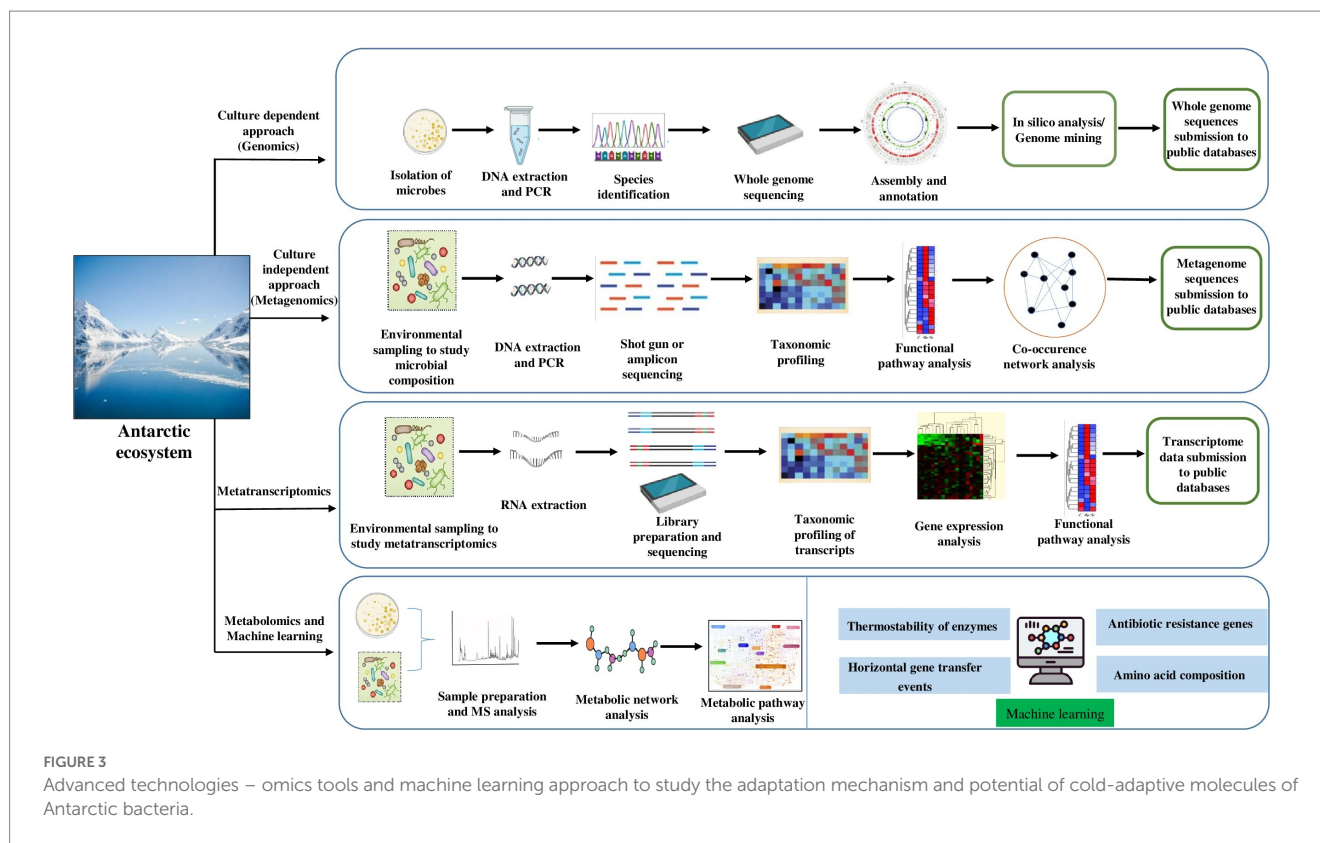 Culture dependent
approach
(Genomics)
Isolation of
microbes
DNA extraction
and PCR
Species
identification
Whole genome
sequencing
Assembly and
annotation
In silico analysis/
Genome mining
Whole genome
sequences
submission to
public databases
Culture
independent
approach
(Metagenomics)
Environmental
sampling to study
microbial
composition
DNA extraction
and PCR
Shot gun or
amplicon
sequencing
Taxonomic
profiling
Functional
pathway analysis
Co-occurence
network analysis
Metagenome
sequences
submission to
public databases
Antarctic
ecosystem
Metatranscriptomics
Environmental sampling to
study metatranscriptomics
RNA extraction
Library
preparation and
sequencing
Taxonomic
profiling of
transcripts
Gene expression
analysis
Functional
pathway analysis
Transcriptome
data submission
to public
databases
Metabolomics and
Machine learning
Sample preparation
and MS analysis
Metabolic network
analysis
Metabolic pathway
analysis
Thermostability of enzymes
Horizontal gene transfer
events
Antibiotic resistance genes
Amino acid composition
Machine learning
FIGURE 3
Advanced technologies – omics tools and machine learning approach to study the adaptation mechanism and potential of cold-adaptive molecules of
Antarctic bacteria.